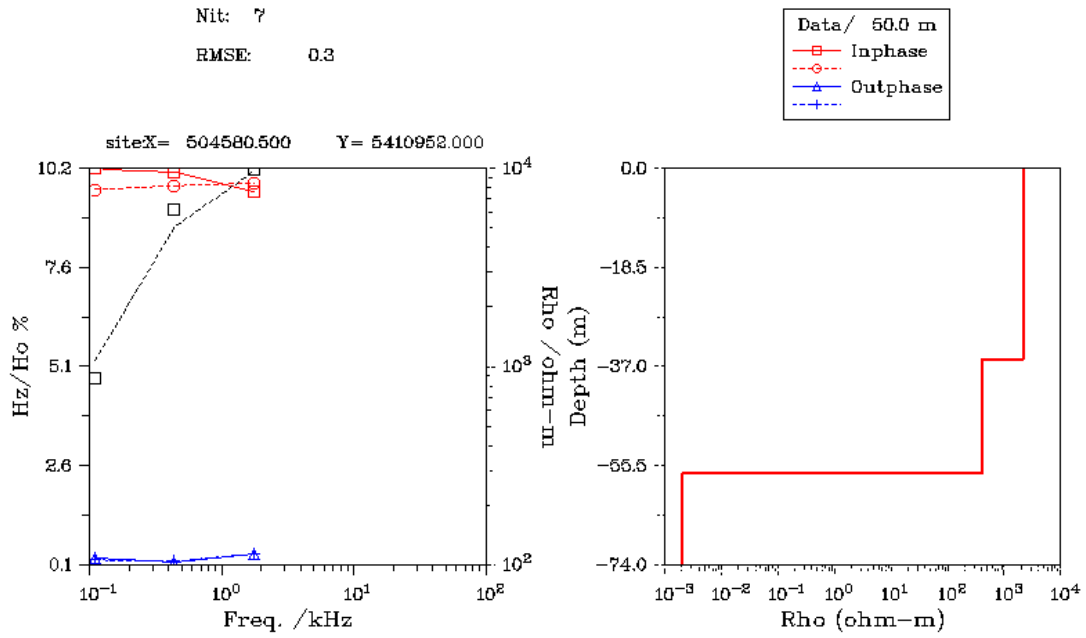 Nit: 7
RMSE: 0.3
Data/ 50.0 m
Inphase
Outphase
site:X= 504580.500 Y= 5410952.000
10.2
7.6
5.1
2.6
0.1
Hz/Ho %
10^4
10^3
10^2
Rho /ohm-m
10^-1 10^0 10^1 10^2
Freq. /kHz
0.0
-18.5
-37.0
-55.5
-74.0
Depth (m)
10^-3 10^-2 10^-1 10^0 10^1 10^2 10^3 10^4
Rho (ohm-m)